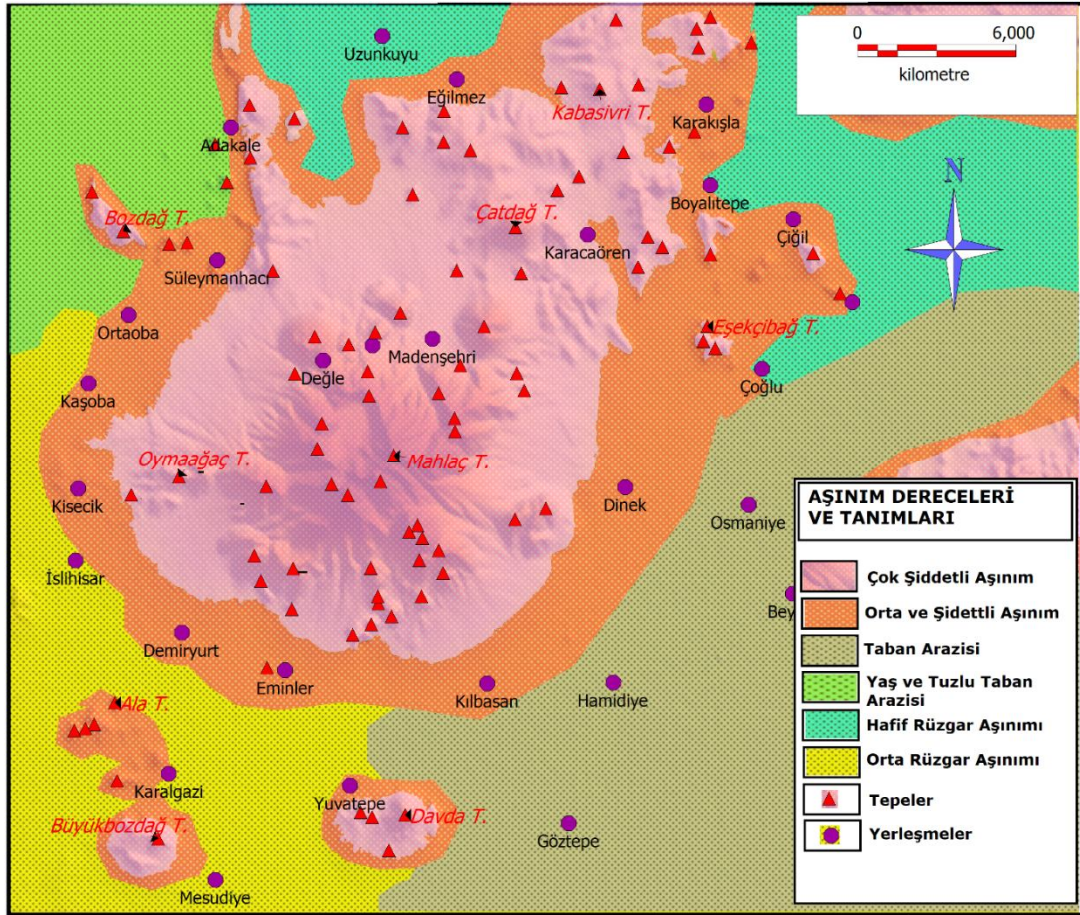 0 6,000
kilometre
Uzunkuyu
Eğilmez
Kabasivri T.
Karakışla
Boyalıtepe
Bozdağ T.
Çatdağ T.
Karacaören
Çiğil
N
Süleymanhacı
Ortaoba
Eşekçibağ T.
Madenşehri
Değle
Çoğlu
Kaşoba
Oymaağaç T.
Mahlaç T.
Kisecik
Dinek
Osmaniye
İslihisar
Demiryurt
Eminler
Kılbasan
Hamidiye
Ala T.
Karalgazi
Yuvatepe
Davda T.
Büyükbozdağ T.
Göztepe
Mesudiye
AŞINIM DERECELERİ
VE TANIMLARI
Çok Şiddetli Aşınım
Orta ve Şidettli Aşınım
Taban Arazisi
Yaş ve Tuzlu Taban
Arazisi
Hafif Rüzgar Aşınımı
Orta Rüzgar Aşınımı
Tepeler
Yerleşmeler